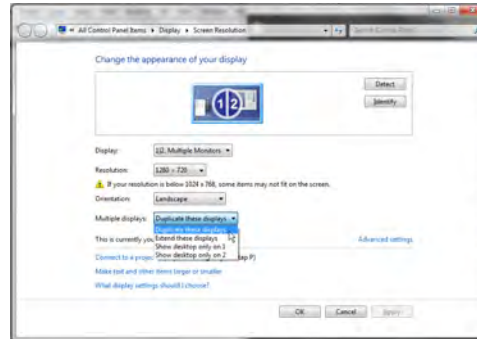 All Control Panel Items ▸ Display ▸ Screen Resolution
Change the appearance of your display
1|2
Detect
Identify
Display: 1|2. Multiple Monitors
Resolution: 1280 × 720
If your resolution is below 1024 x 768, some items may not fit on the screen.
Orientation: Landscape
Multiple displays: Duplicate these displays
Duplicate these displays
Extend these displays
Show desktop only on 1
Show desktop only on 2
This is currently you
Advanced settings
Connect to a projec
tap P)
Make text and other items larger or smaller
What display settings should I choose?
OK Cancel Apply